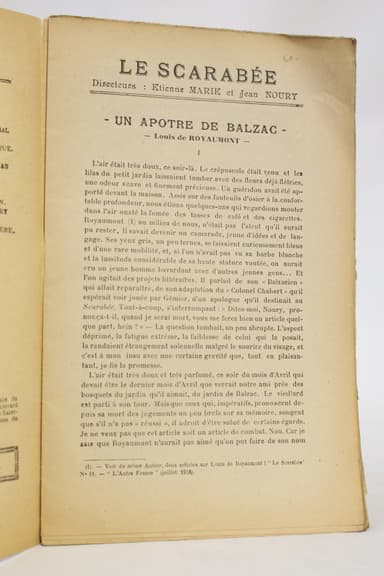 LE SCARABÉE
Directeurs : Etienne MARIE et Jean NOURY
- UN APOTRE DE BALZAC -
— Louis de ROYAUMONT —
I
L'air était très doux, ce soir-là. Le crépuscule était venu et les
lilas du petit jardin laissaient tomber avec des fleurs déjà flétries,
une odeur suave et finement précieuse. Un guéridon avait été ap-
porté devant la maison. Assis sur des fauteuils d'osier à la confor-
table profondeur, nous étions quelques-uns qui regardions monter
dans l'air ouaté la fumée des tasses de café et des cigarettes.
Royaumont (1) au milieu de nous, n'était pas l'aîné qu'il aurait
pu rester, Il savait devenir un camarade, jeune d'idées et de lan-
gage. Ses yeux gris, un peu ternes, se faisaient curieusement bleus
et d'une rare mobilité, et, si l'on n'avait pas vu sa barbe blanche
et la lassitude considérable de sa haute stature voûtée, on aurait
cru un jeune homme bavardant avec d'autres jeunes gens... Et
l'on agitait des projets littéraires. Il parlait de son « Balzacien »
qui allait reparaître, de son adaptation du « Colonel Chabert » qu'il
espérait voir jouée par Gémier, d'un apologue qu'il destinait au
Scarabée. Tout-à-coup, s'interrompant : « Dites-moi, Noury, pro-
nonça-t-il, quand je serai mort, vous me ferez bien un article quel-
que part, hein ? » — La question tombait, un peu abrupte. L'aspect
déprimé, la fatigue extrême, la faiblesse de celui qui la posait,
la rendaient étrangement solennelle malgré le sourire du visage, et
c'est à mon insu avec une certaine gravité que, tout en plaisan-
tant, je fis la promesse.
L'air était très doux et très parfumé, ce soir du mois d'Avril qui
devait être le dernier mois d'Avril que verrait notre ami près des
bosquets du jardin qu'il aimait, du jardin de Balzac. Le vieillard
est parti à son tour. Mais que ceux qui, impératifs, prononcent de-
puis sa mort des jugements un peu brefs sur sa mémoire, songent
que s'il n'a pas « réussi », il a droit d'être salué de certains égards.
Je ne veux pas que cet article soit un article de combat. Non. Car je
sais que Royaumont n'aurait pas aimé qu'on put faire de son nom
(1). — Voir du même Auteur, deux articles sur Louis de Royaumont : "Le Scarabée"
N° 11. — "L'Autre France" (juillet 1918).